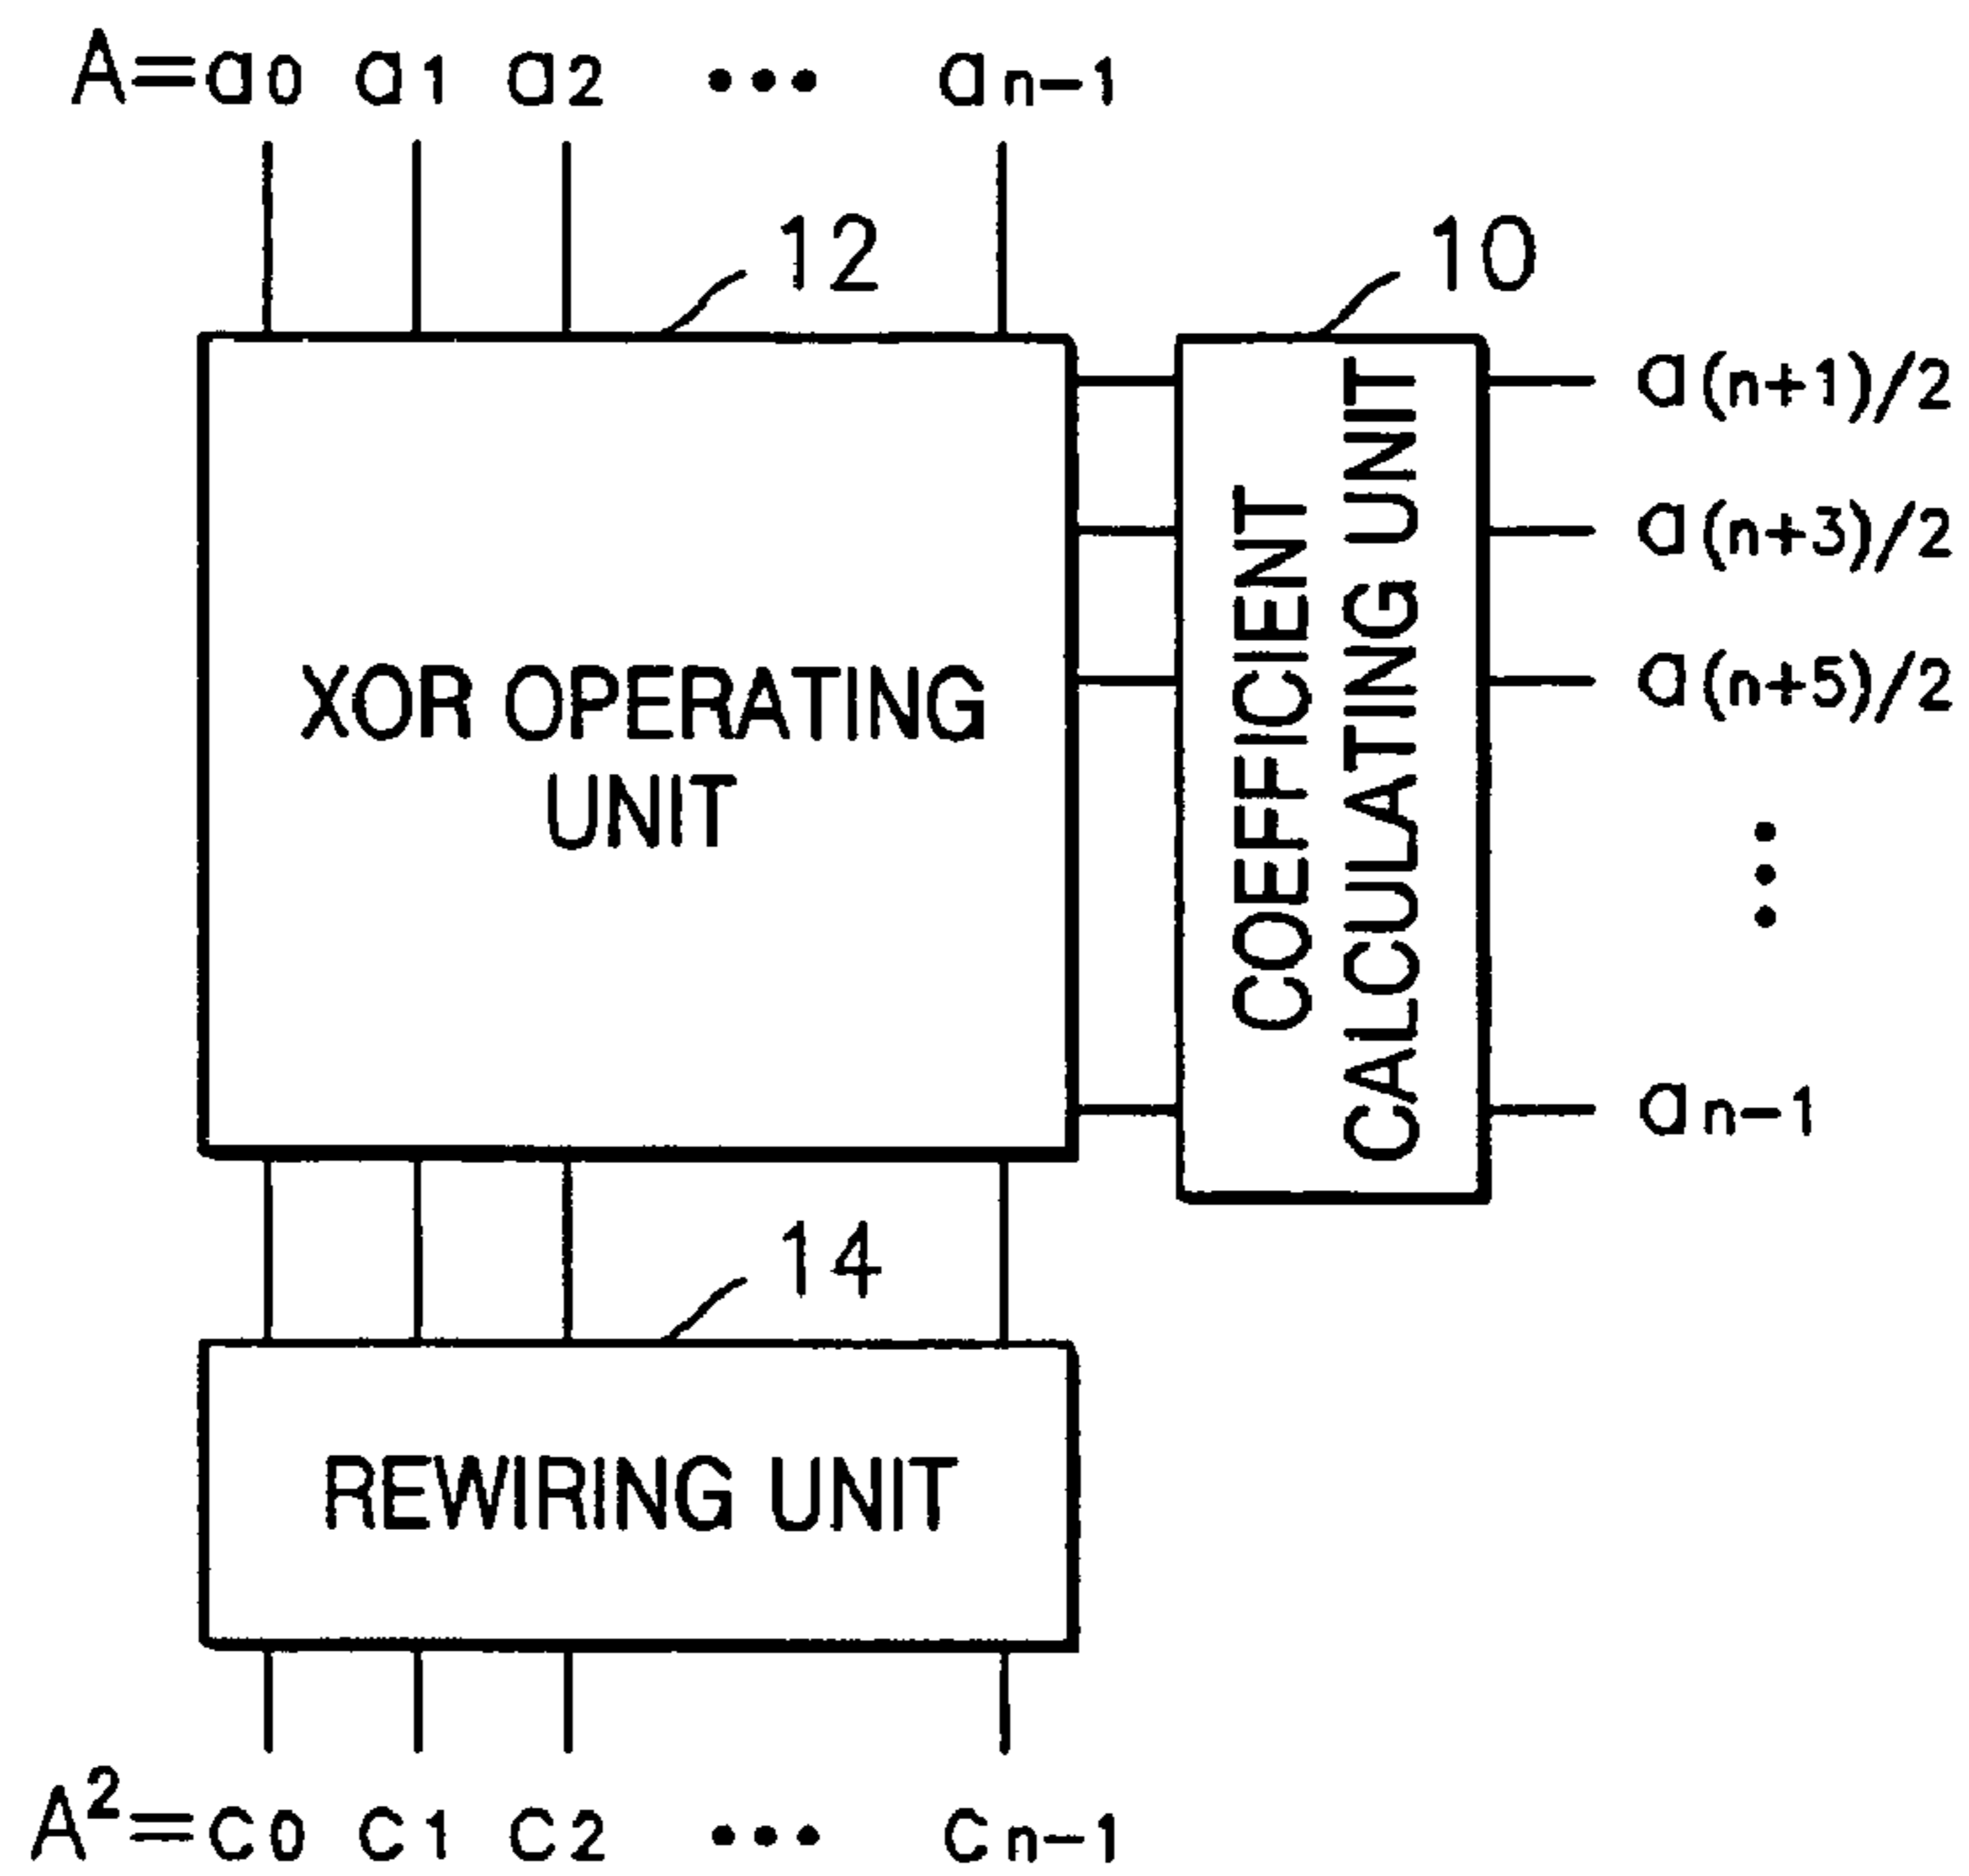 A=a0 a1 a2 ••• an-1
12
10
XOR OPERATING
UNIT
COEFFICIENT
CALCULATING UNIT
a(n+1)/2
a(n+3)/2
a(n+5)/2
an-1
14
REWIRING UNIT
A²=c0 c1 c2 ••• cn-1